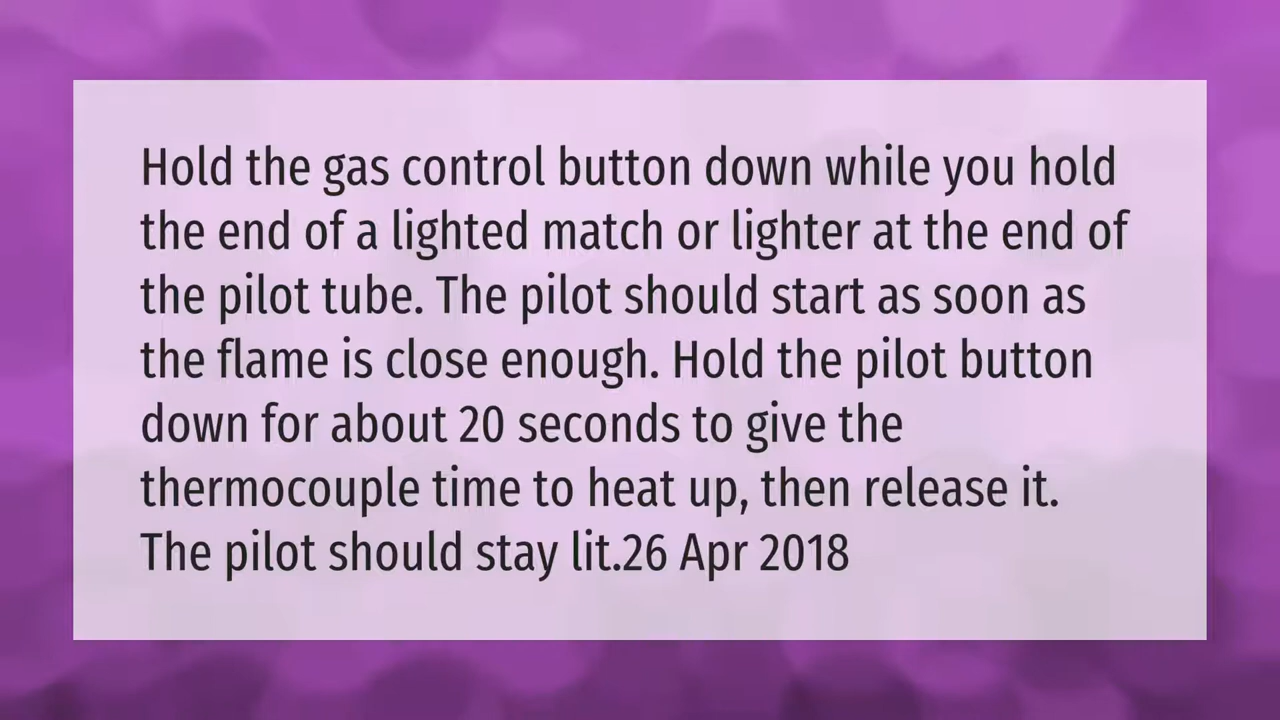 Hold the gas control button down while you hold
the end of a lighted match or lighter at the end of
the pilot tube. The pilot should start as soon as
the flame is close enough. Hold the pilot button
down for about 20 seconds to give the
thermocouple time to heat up, then release it.
The pilot should stay lit.26 Apr 2018